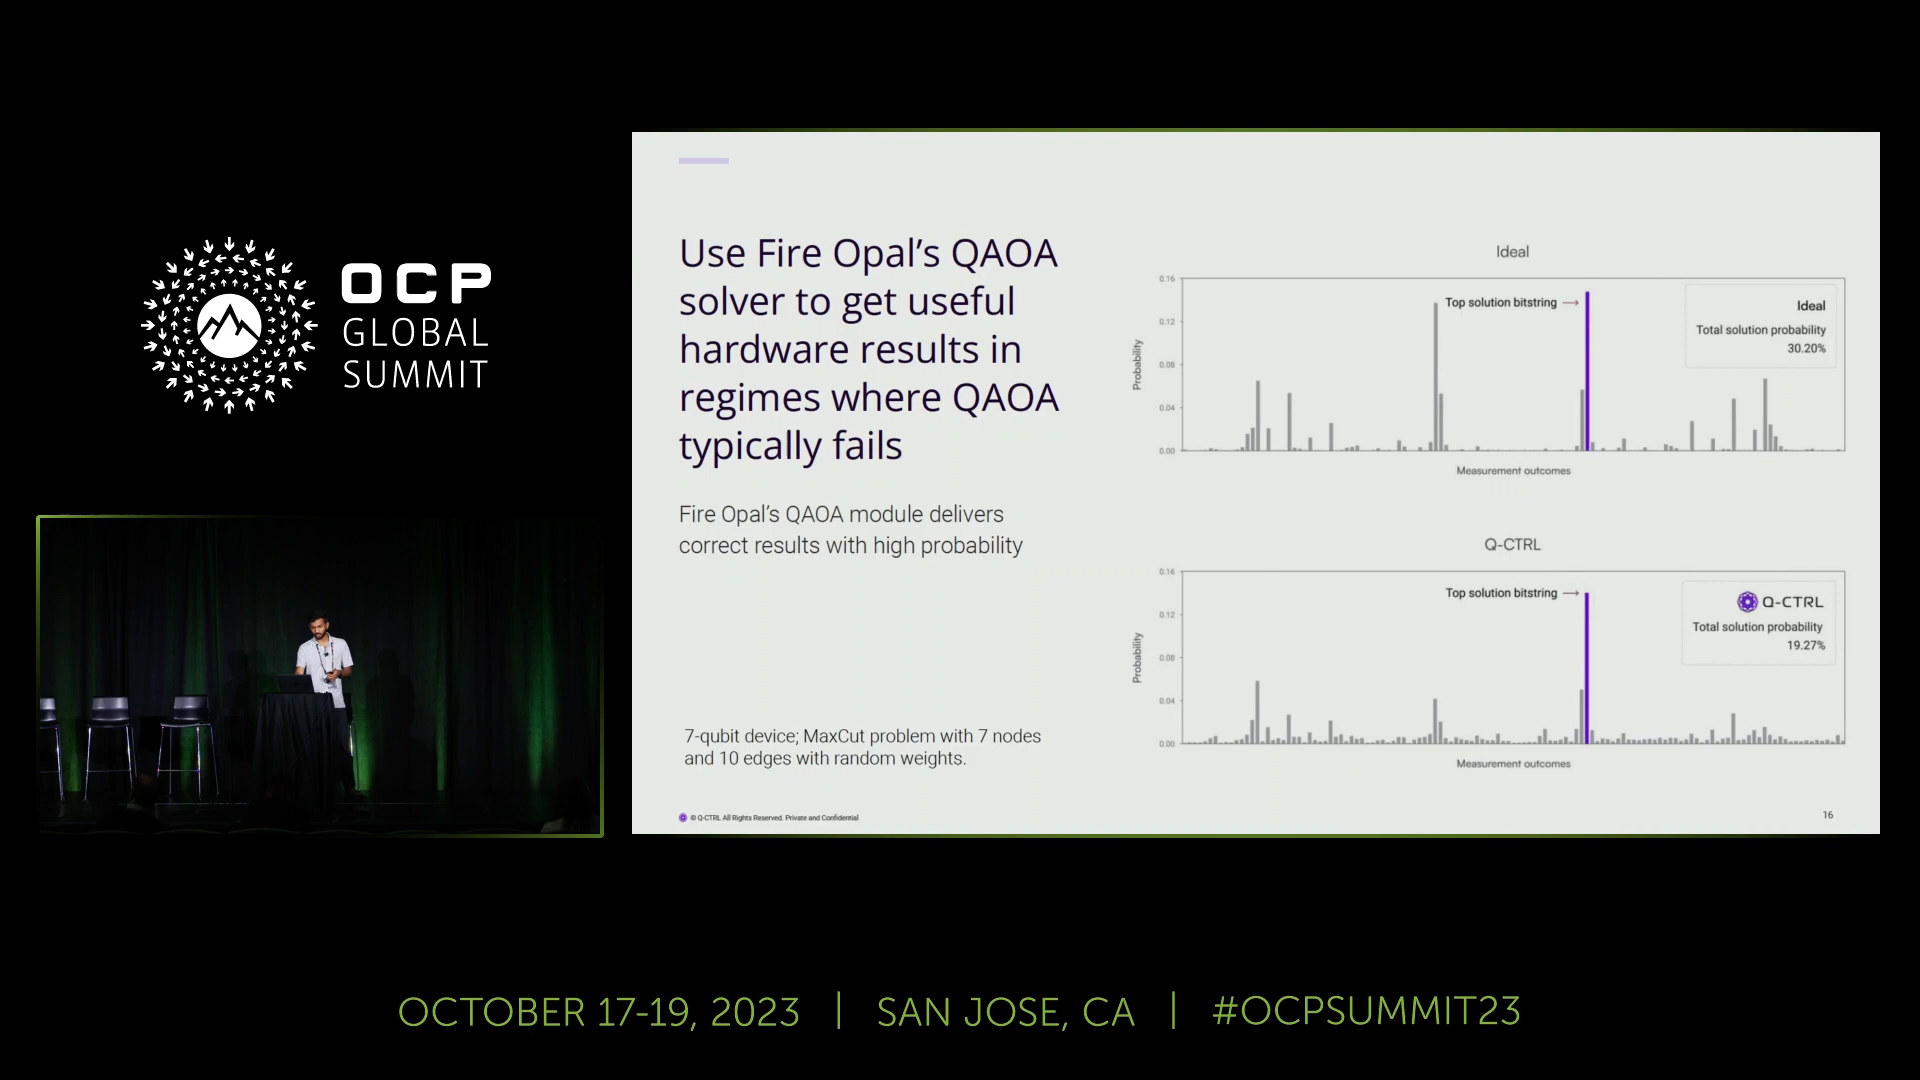 OCP
GLOBAL
SUMMIT
Use Fire Opal’s QAOA
solver to get useful
hardware results in
regimes where QAOA
typically fails
Fire Opal’s QAOA module delivers
correct results with high probability
7-qubit device; MaxCut problem with 7 nodes
and 10 edges with random weights.
© Q-CTRL All Rights Reserved. Private and Confidential
Ideal
0.16
0.12
0.08
0.04
0.00
Probability
Top solution bitstring →
Ideal
Total solution probability
30.20%
Measurement outcomes
Q-CTRL
0.16
0.12
0.08
0.04
0.00
Probability
Top solution bitstring →
Q-CTRL
Total solution probability
19.27%
Measurement outcomes
16
OCTOBER 17-19, 2023 | SAN JOSE, CA | #OCPSUMMIT23